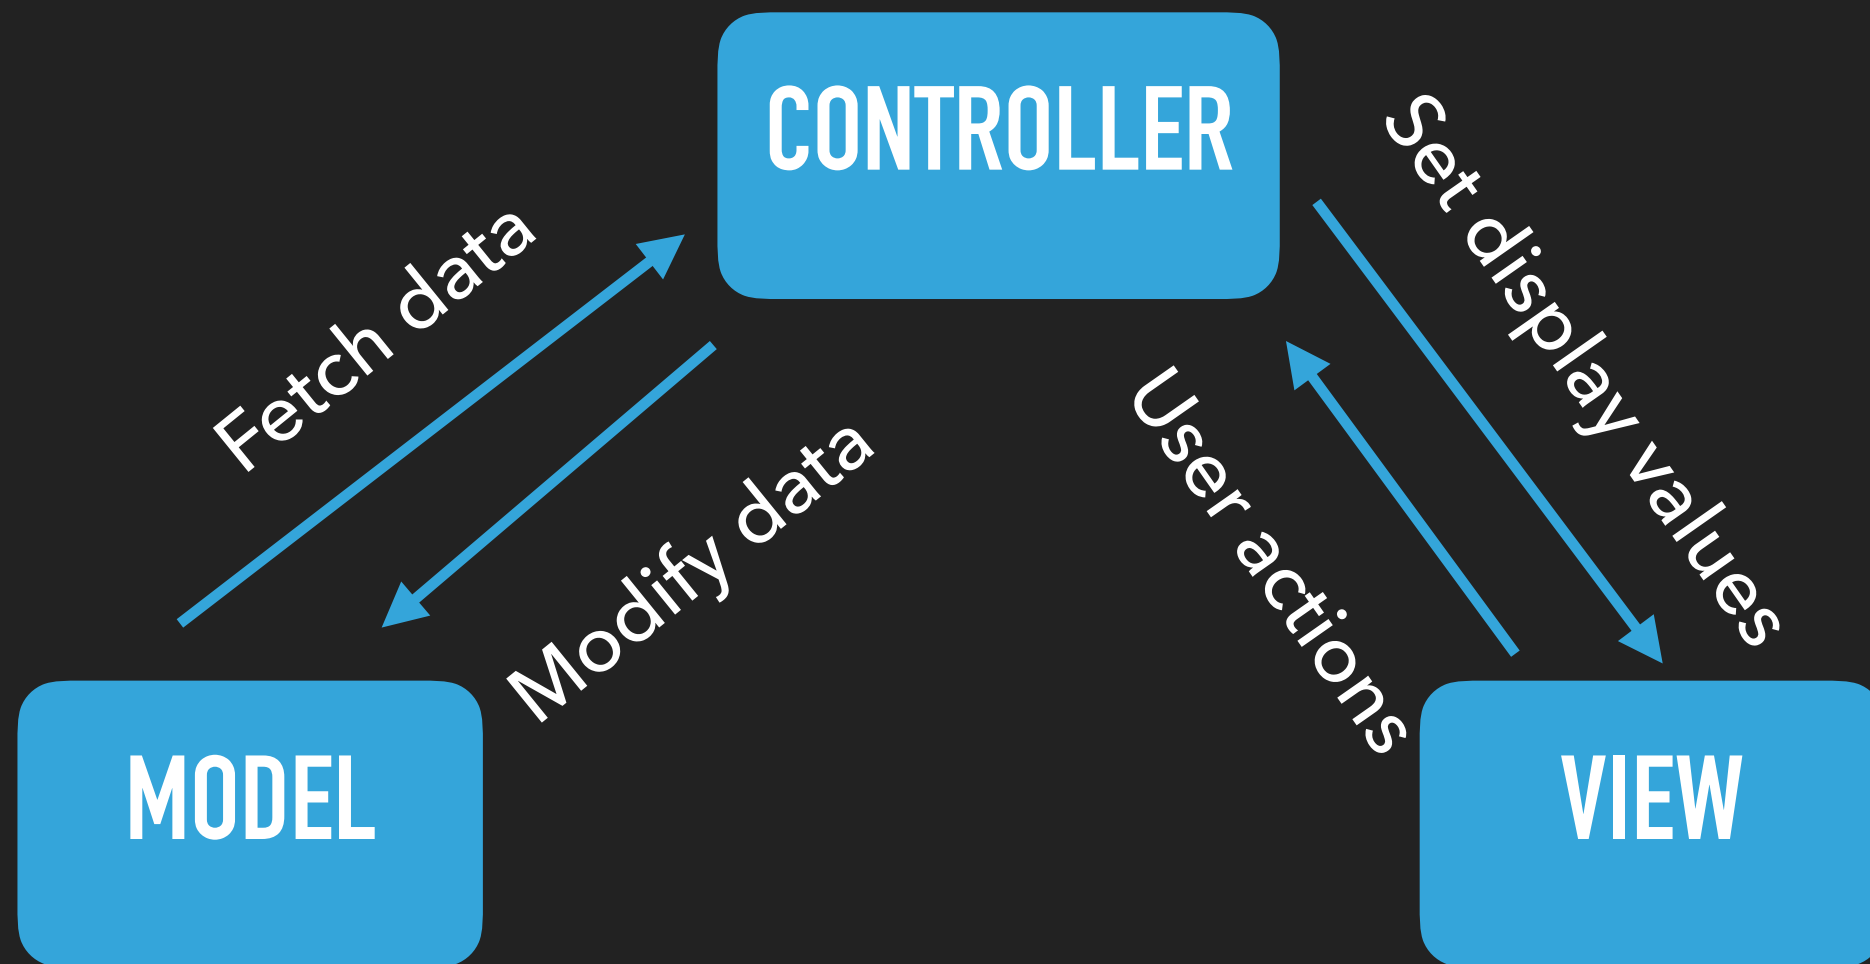 CONTROLLER
Set display values
Fetch data
User actions
Modify data
MODEL
VIEW